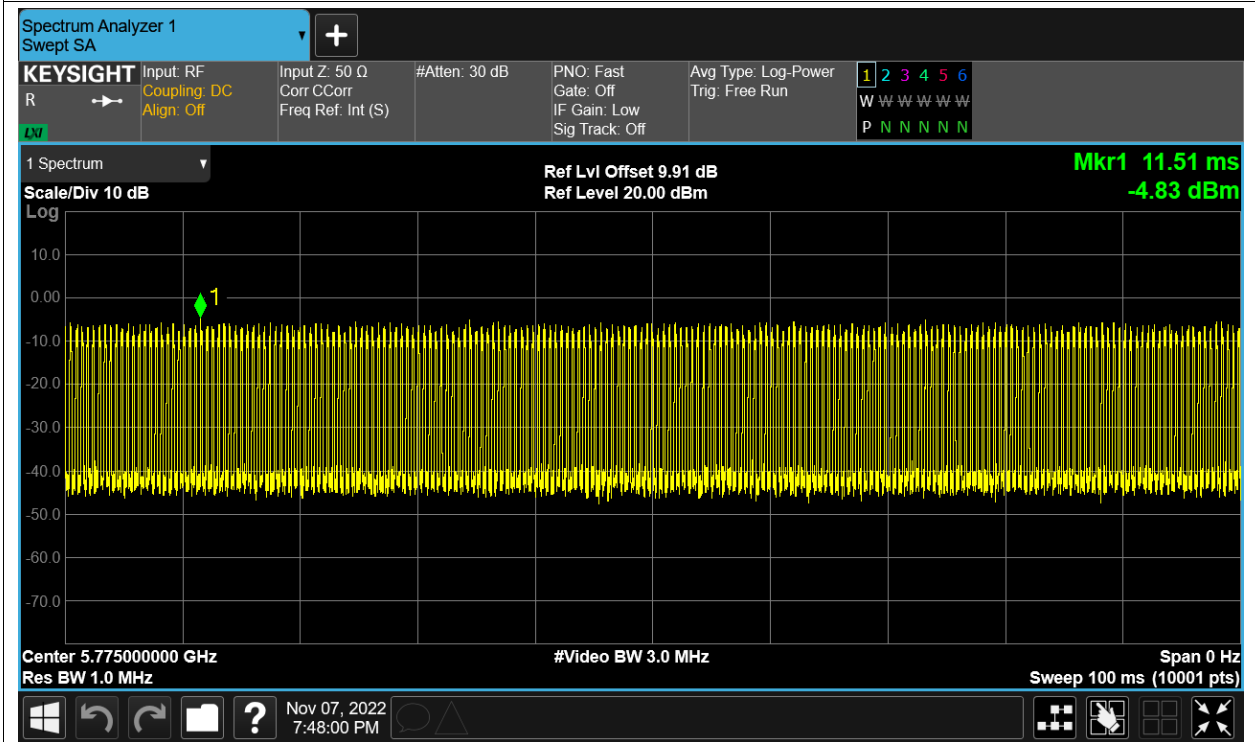 Spectrum Analyzer 1
Swept SA
+
KEYSIGHT
R
LXI
Input: RF
Coupling: DC
Align: Off
Input Z: 50 Ω
Corr CCorr
Freq Ref: Int (S)
#Atten: 30 dB
PNO: Fast
Gate: Off
IF Gain: Low
Sig Track: Off
Avg Type: Log-Power
Trig: Free Run
1 2 3 4 5 6
W W W W W W
P N N N N N
1 Spectrum
Scale/Div 10 dB
Ref Lvl Offset 9.91 dB
Ref Level 20.00 dBm
Mkr1 11.51 ms
-4.83 dBm
Log
10.0
0.00
1
-10.0
-20.0
-30.0
-40.0
-50.0
-60.0
-70.0
Center 5.775000000 GHz
#Video BW 3.0 MHz
Span 0 Hz
Res BW 1.0 MHz
Sweep 100 ms (10001 pts)
?
Nov 07, 2022
7:48:00 PM